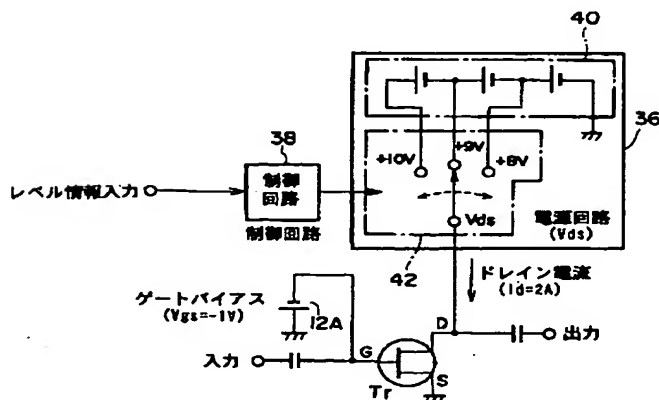 40
36
+10V
+9V
+8V
38
制御
回路
レベル情報入力
制御回路
Vds
電源回路
(Vds)
42
ドレイン電流
(Id=2A)
ゲートバイアス
(Vgs=-1V)
12A
D
出力
入力
G
S
Tr